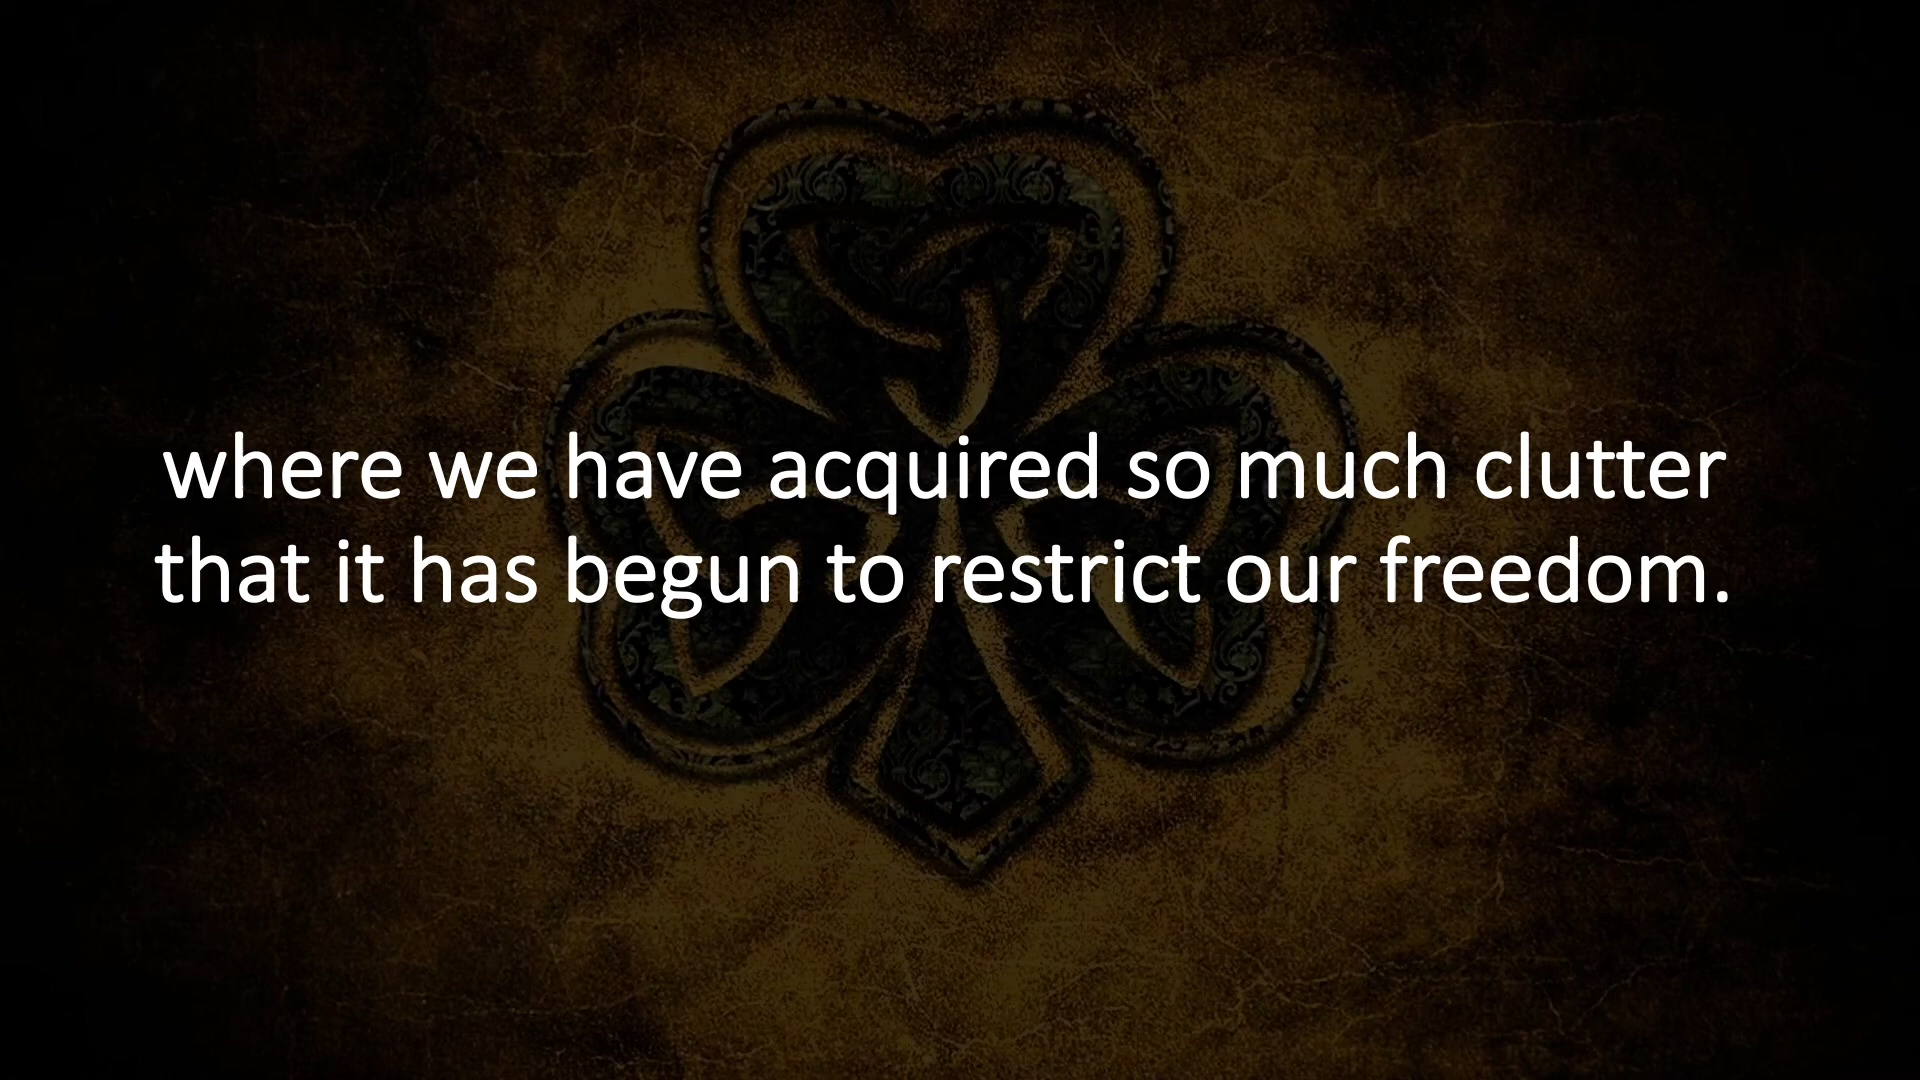 where we have acquired so much clutter
that it has begun to restrict our freedom.